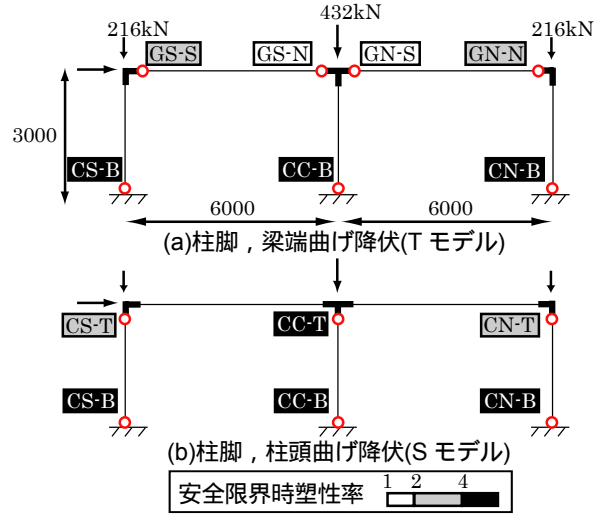 216kN 432kN 216kN
GS-S GS-N GN-S GN-N
3000
CS-B CC-B CN-B
6000 6000
(a)柱脚，梁端曲げ降伏(T モデル)
CS-T CC-T CN-T
CS-B CC-B CN-B
(b)柱脚，柱頭曲げ降伏(S モデル)
安全限界時塑性率 1 2 4